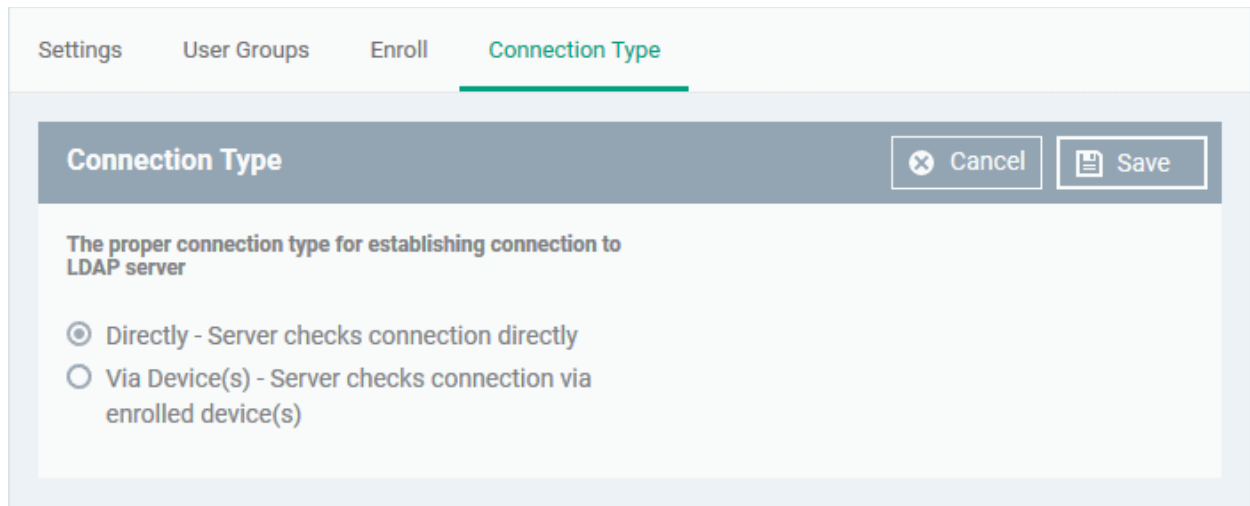 Settings User Groups Enroll Connection Type
Connection Type Cancel Save
The proper connection type for establishing connection to
LDAP server
Directly - Server checks connection directly
Via Device(s) - Server checks connection via
enrolled device(s)